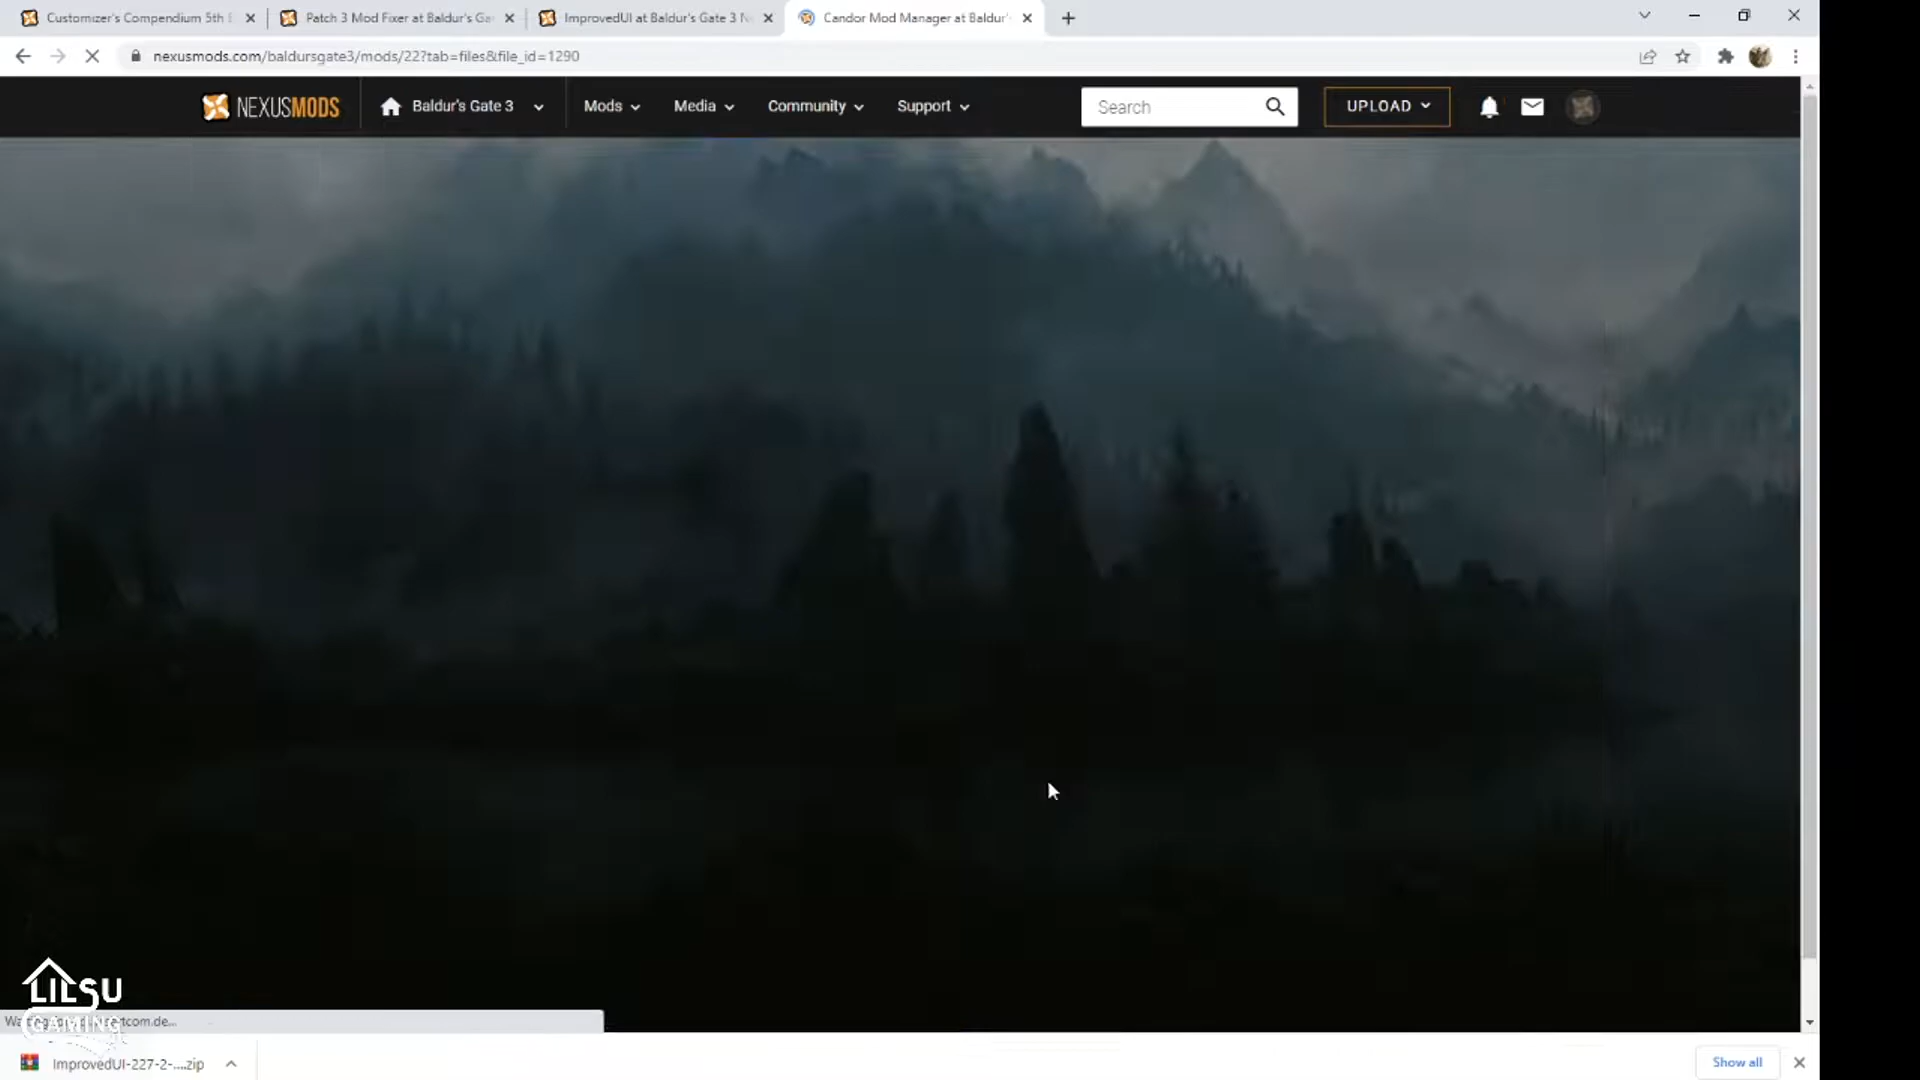 Customizer's Compendium 5th E
Patch 3 Mod Fixer at Baldur's Ga
ImprovedUI at Baldur's Gate 3 N
Candor Mod Manager at Baldur'
nexusmods.com/baldursgate3/mods/22?tab=files&file_id=1290
NEXUSMODS
Baldur's Gate 3
Mods
Media
Community
Support
Search
UPLOAD
LILSU
GAMING
tcom.de...
ImprovedUI-227-2-....zip
Show all